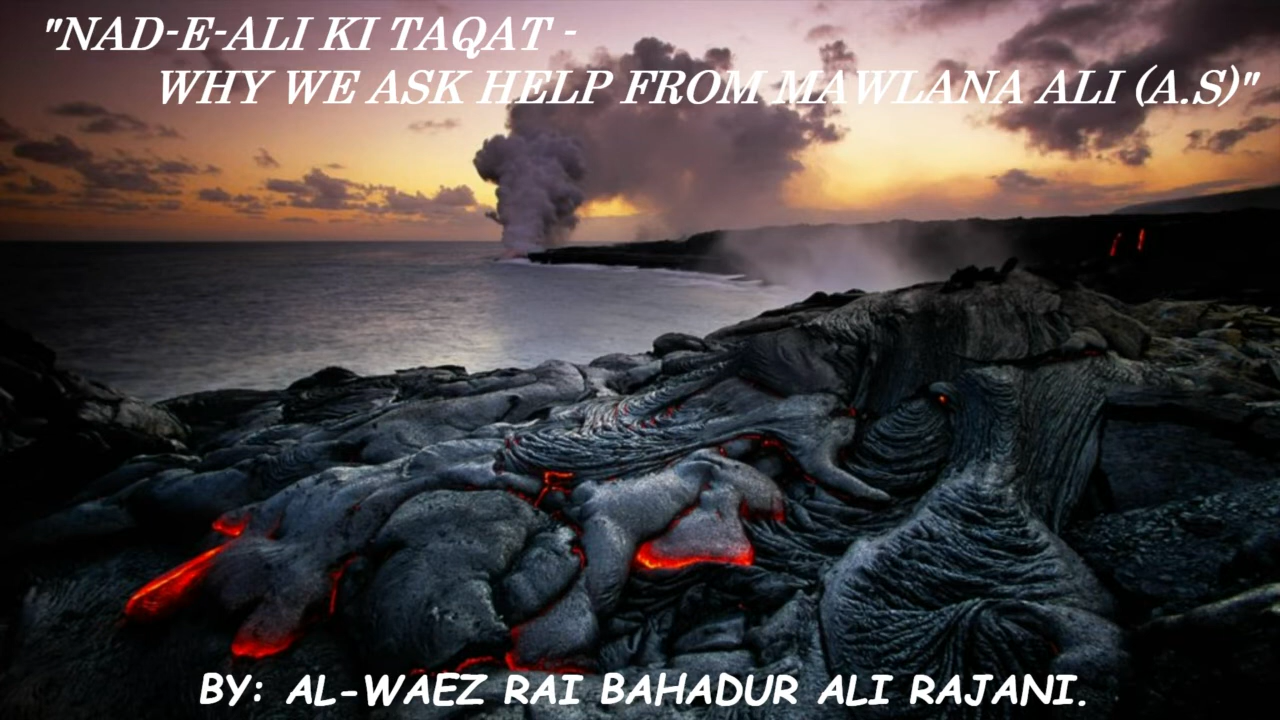 "NAD-E-ALI KI TAQAT -
WHY WE ASK HELP FROM MAWLANA ALI (A.S)"
BY: AL-WAEZ RAI BAHADUR ALI RAJANI.